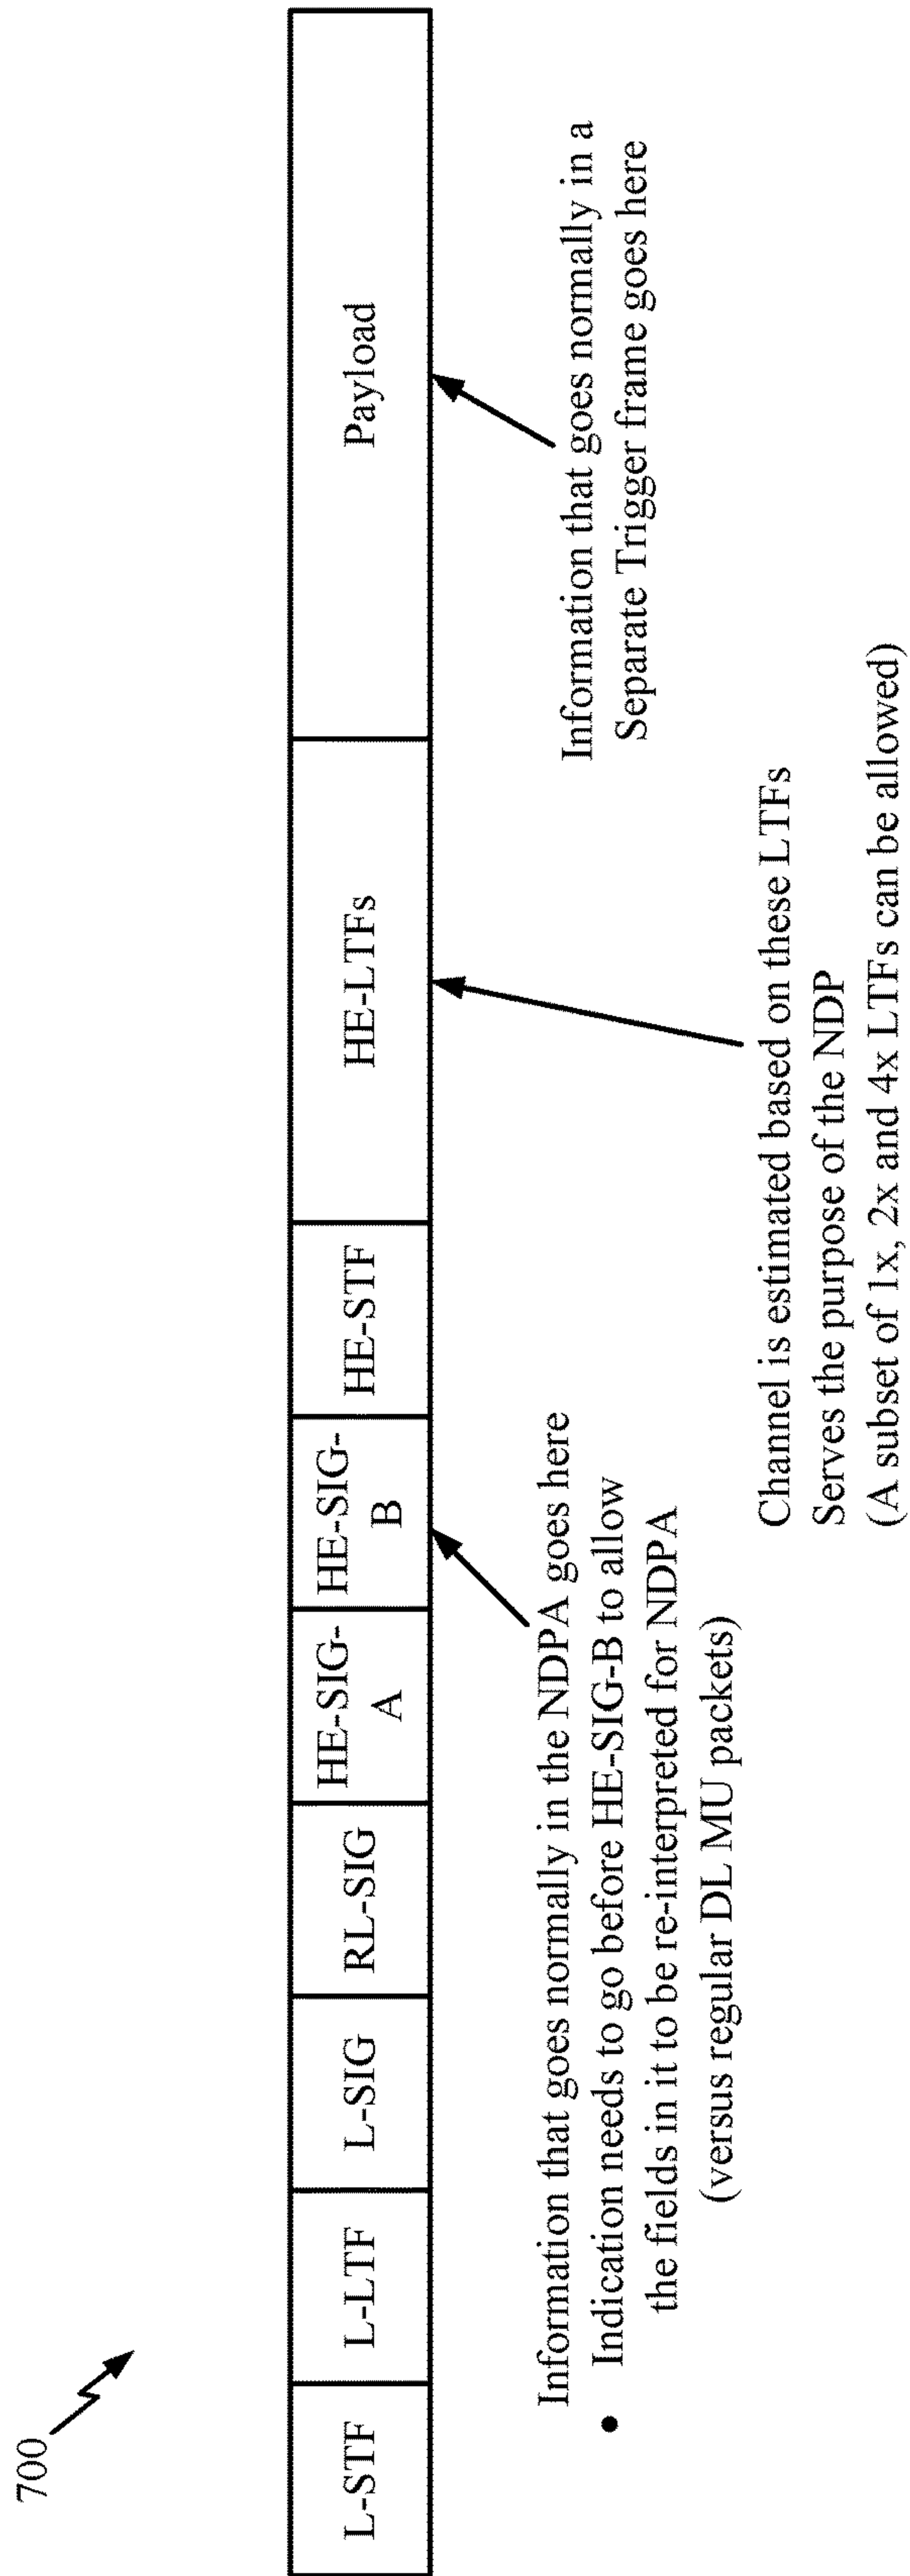 700
L-STF
L-LTF
L-SIG
RL-SIG
HE-SIG-
A
HE-SIG-
B
HE-STF
HE-LTFs
Payload
Information that goes normally in the NDPA goes here
• Indication needs to go before HE-SIG-B to allow
the fields in it to be re-interpreted for NDPA
(versus regular DL MU packets)
Channel is estimated based on these LTFs
Serves the purpose of the NDP
(A subset of 1x, 2x and 4x LTFs can be allowed)
Information that goes normally in a
Separate Trigger frame goes here